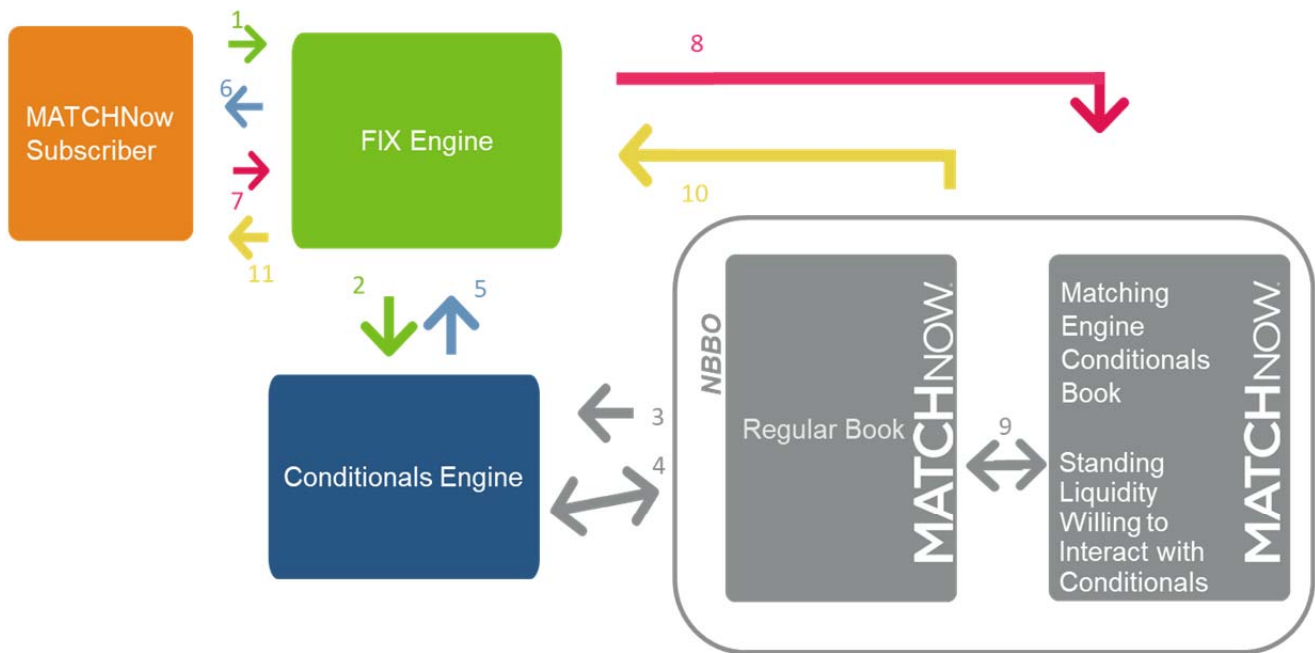 1
8
6
MATCHNow
Subscriber
FIX Engine
7
10
11
2
5
NBBO
Regular Book
MATCHNOW
Matching
Engine
Conditionals
Book
Standing
Liquidity
Willing to
Interact with
Conditionals
MATCHNOW
3
4
9
Conditionals Engine